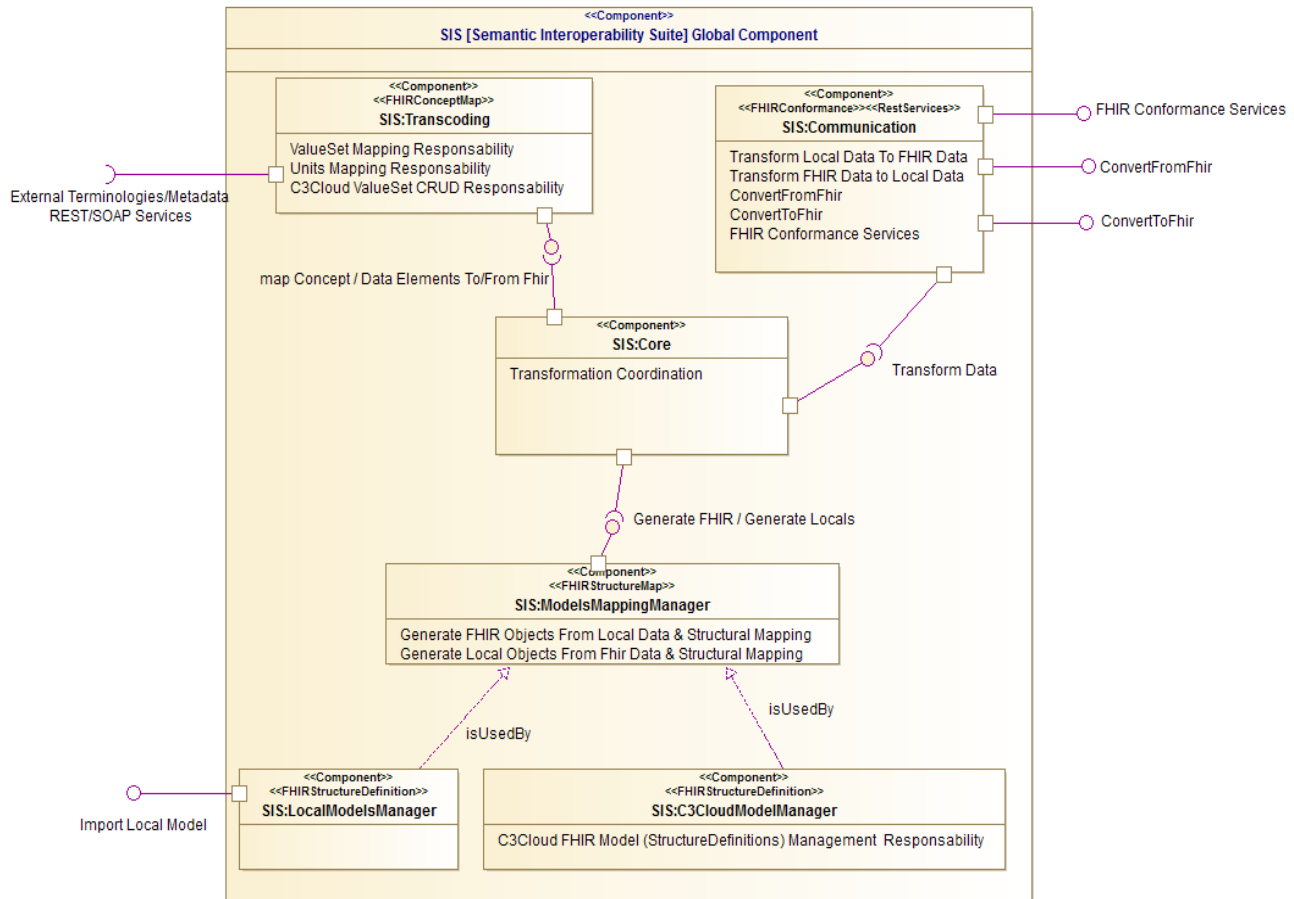 <<Component>>
SIS [Semantic Interoperability Suite] Global Component
<<Component>>
<<FHIRConceptMap>>
SIS:Transcoding
ValueSet Mapping Responsability
Units Mapping Responsability
C3Cloud ValueSet CRUD Responsability
<<Component>>
<<FHIRConformance>><<RestServices>>
SIS:Communication
Transform Local Data To FHIR Data
Transform FHIR Data to Local Data
ConvertFromFhir
ConvertToFhir
FHIR Conformance Services
FHIR Conformance Services
ConvertFromFhir
ConvertToFhir
External Terminologies/Metadata
REST/SOAP Services
map Concept / Data Elements To/From Fhir
<<Component>>
SIS:Core
Transformation Coordination
Transform Data
Generate FHIR / Generate Locals
<<Component>>
<<FHIRStructureMap>>
SIS:ModelsMappingManager
Generate FHIR Objects From Local Data & Structural Mapping
Generate Local Objects From Fhir Data & Structural Mapping
isUsedBy
isUsedBy
<<Component>>
<<FHIRStructureDefinition>>
SIS:LocalModelsManager
Import Local Model
<<Component>>
<<FHIRStructureDefinition>>
SIS:C3CloudModelManager
C3Cloud FHIR Model (StructureDefinitions) Management Responsability